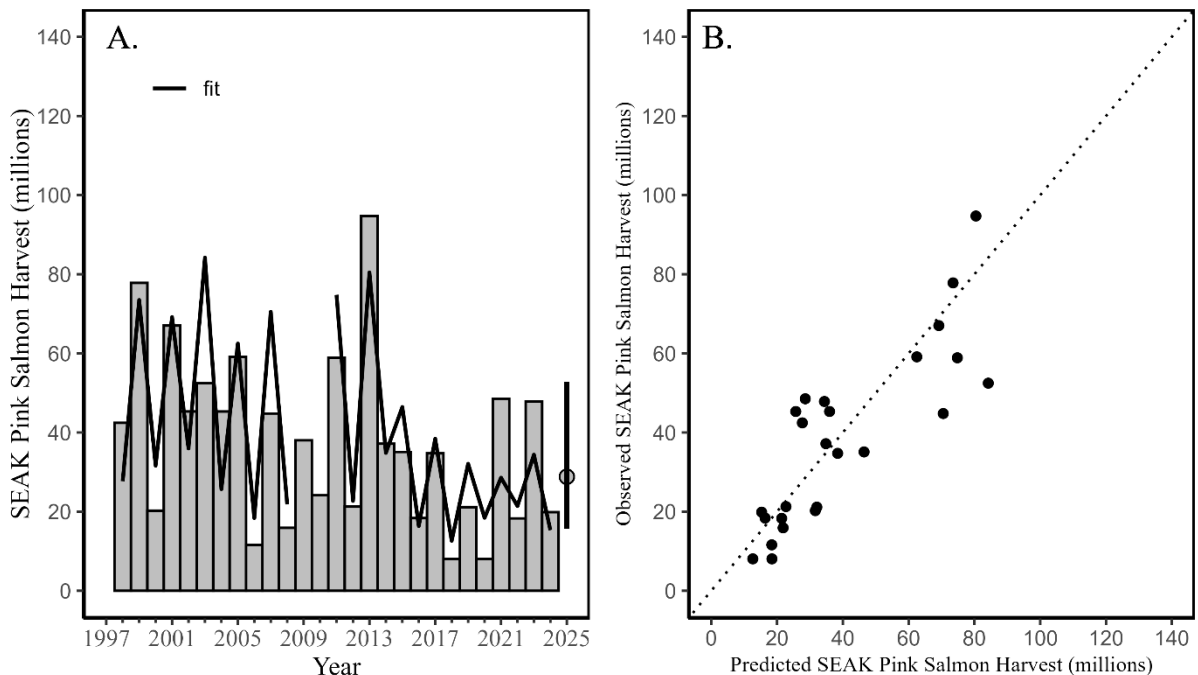 A.
fit
SEAK Pink Salmon Harvest (millions)
140
120
100
80
60
40
20
0
1997 2001 2005 2009 2013 2017 2021 2025
Year
B.
Observed SEAK Pink Salmon Harvest (millions)
140
120
100
80
60
40
20
0
0 20 40 60 80 100 120 140
Predicted SEAK Pink Salmon Harvest (millions)